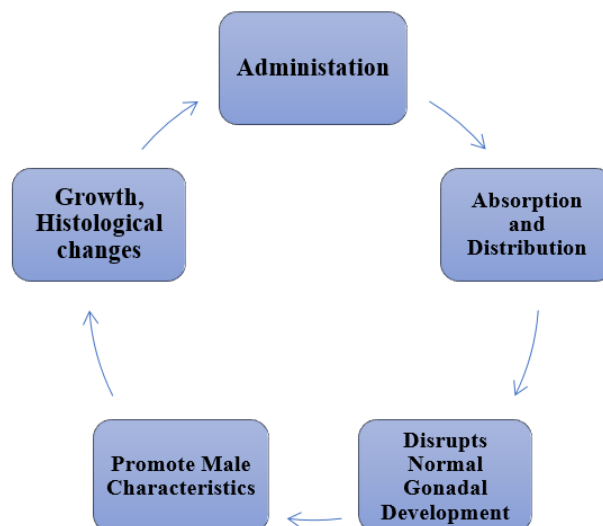 Administation
Absorption
and
Distribution
Disrupts
Normal
Gonadal
Development
Promote Male
Characteristics
Growth,
Histological
changes